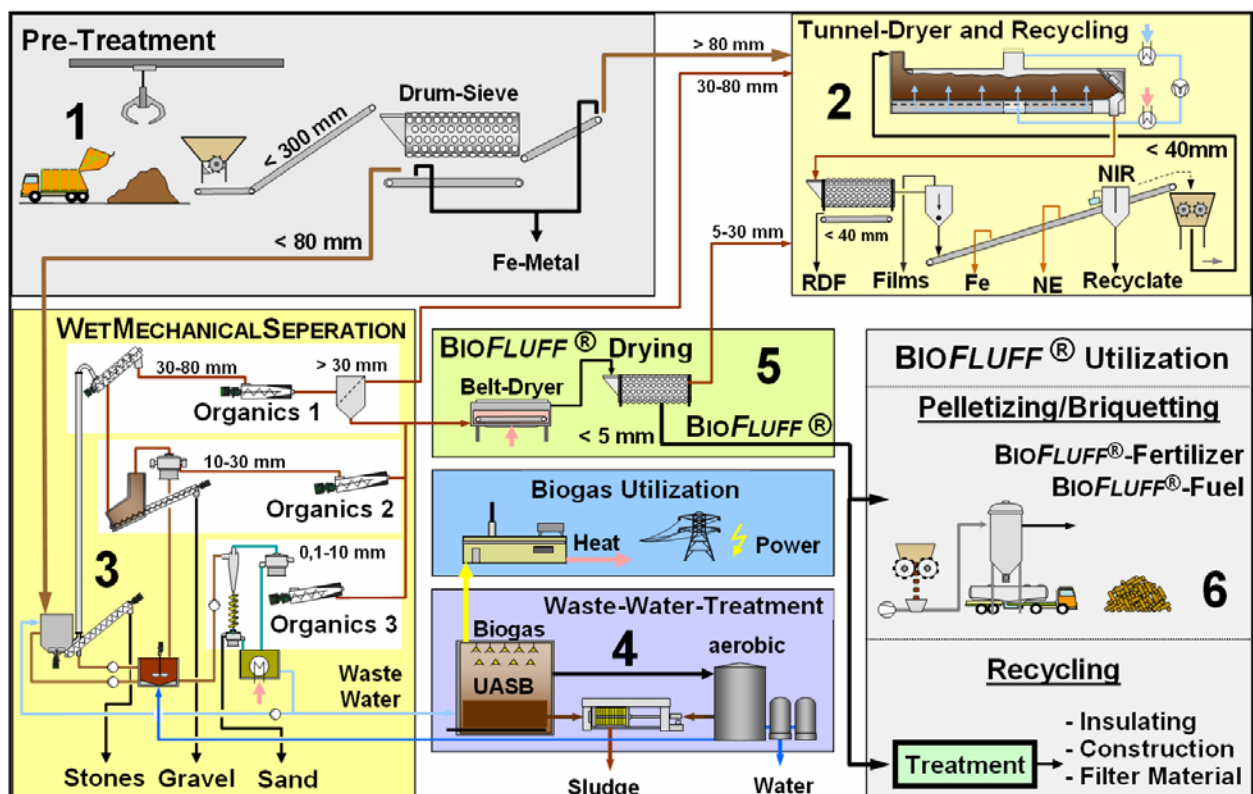 Pre-Treatment
1
Drum-Sieve
< 300 mm
> 80 mm
30-80 mm
< 80 mm
Fe-Metal
Tunnel-Dryer and Recycling
2
W
W
< 40mm
NIR
< 40 mm
5-30 mm
RDF
Films
Fe
NE
Recyclate
WETMECHANICALSEPERATION
30-80 mm
> 30 mm
Organics 1
10-30 mm
Organics 2
3
0,1-10 mm
Organics 3
W
Waste
Water
Stones
Gravel
Sand
BIOFLUFF ® Drying
5
Belt-Dryer
< 5 mm
BIOFLUFF ®
Biogas Utilization
Heat
Power
Waste-Water-Treatment
Biogas
4
aerobic
UASB
Sludge
Water
BIOFLUFF ® Utilization
Pelletizing/Briquetting
BIOFLUFF®-Fertilizer
BIOFLUFF®-Fuel
6
Recycling
- Insulating
- Construction
- Filter Material
Treatment